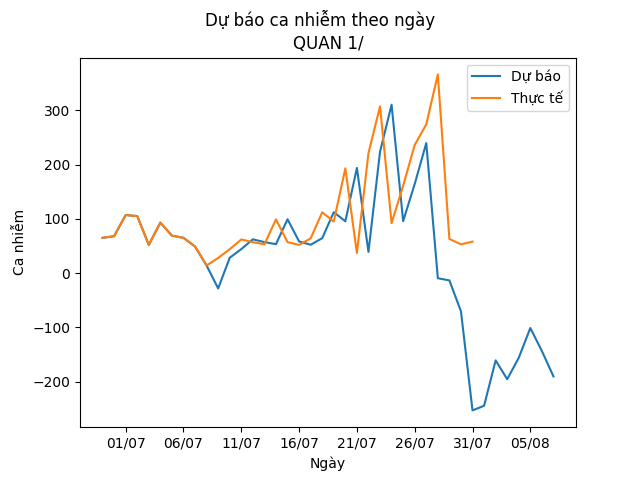 Dự báo ca nhiễm theo ngày
QUAN 1/
Dự báo
Thực tế
Ca nhiễm
300
200
100
0
−100
−200
01/07 06/07 11/07 16/07 21/07 26/07 31/07 05/08
Ngày